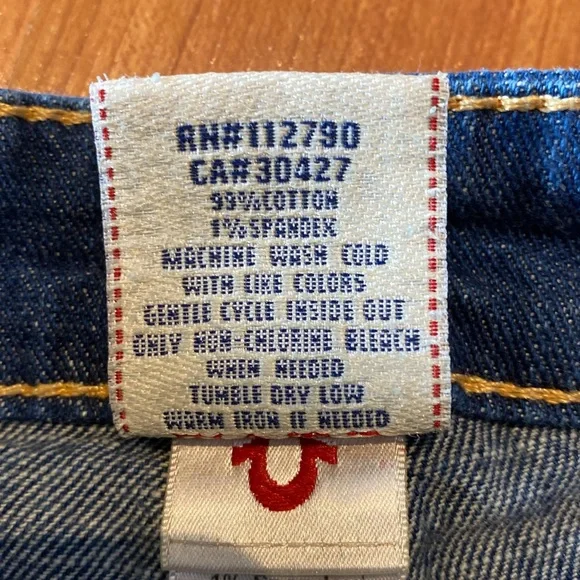 RN#112790
CA#30427
99%COTTON
1%SPANDEX
MACHINE WASH COLD
WITH LIKE COLORS
GENTLE CYCLE INSIDE OUT
ONLY NON-CHLORINE BLEACH
WHEN NEEDED
TUMBLE DRY LOW
WARM IRON IF NEEDED